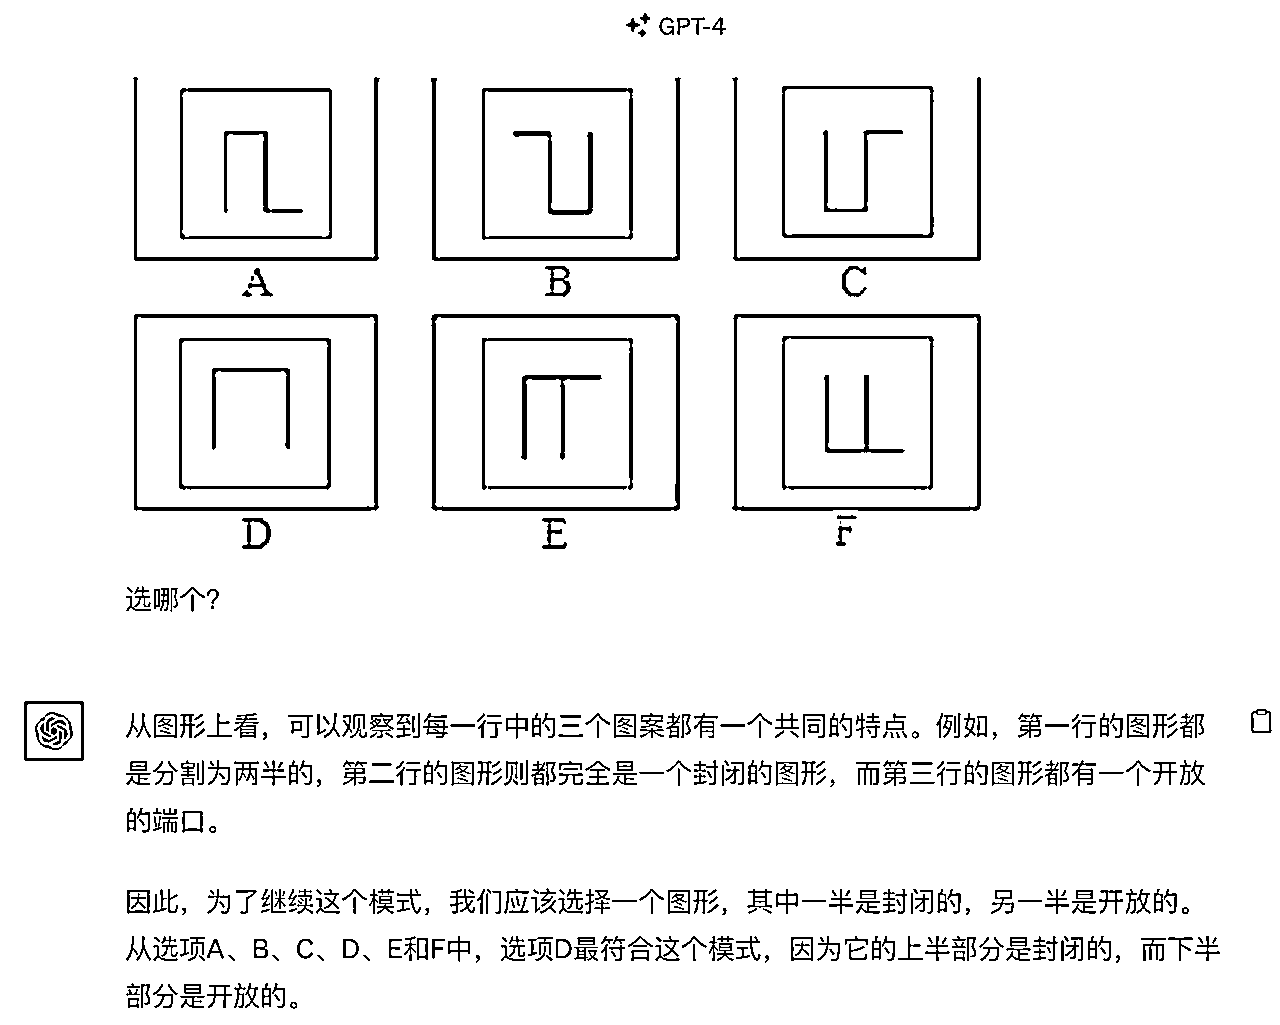 GPT-4
A
B
C
D
E
F
选哪个?
从图形上看，可以观察到每一行中的三个图案都有一个共同的特点。例如，第一行的图形都
是分割为两半的，第二行的图形则都完全是一个封闭的图形，而第三行的图形都有一个开放
的端口。
因此，为了继续这个模式，我们应该选择一个图形，其中一半是封闭的，另一半是开放的。
从选项A、B、C、D、E和F中，选项D最符合这个模式，因为它的上半部分是封闭的，而下半
部分是开放的。